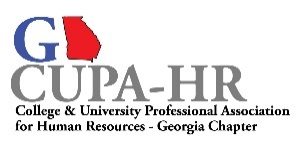 G
CUPA-HR
College & University Professional Association
for Human Resources - Georgia Chapter